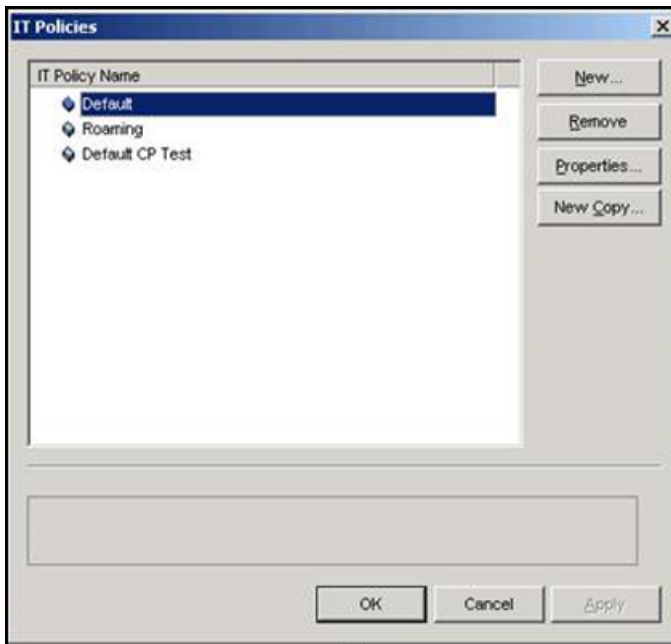 IT Policies
IT Policy Name
Default
Roaming
Default CP Test
New...
Remove
Properties...
New Copy...
OK
Cancel
Apply